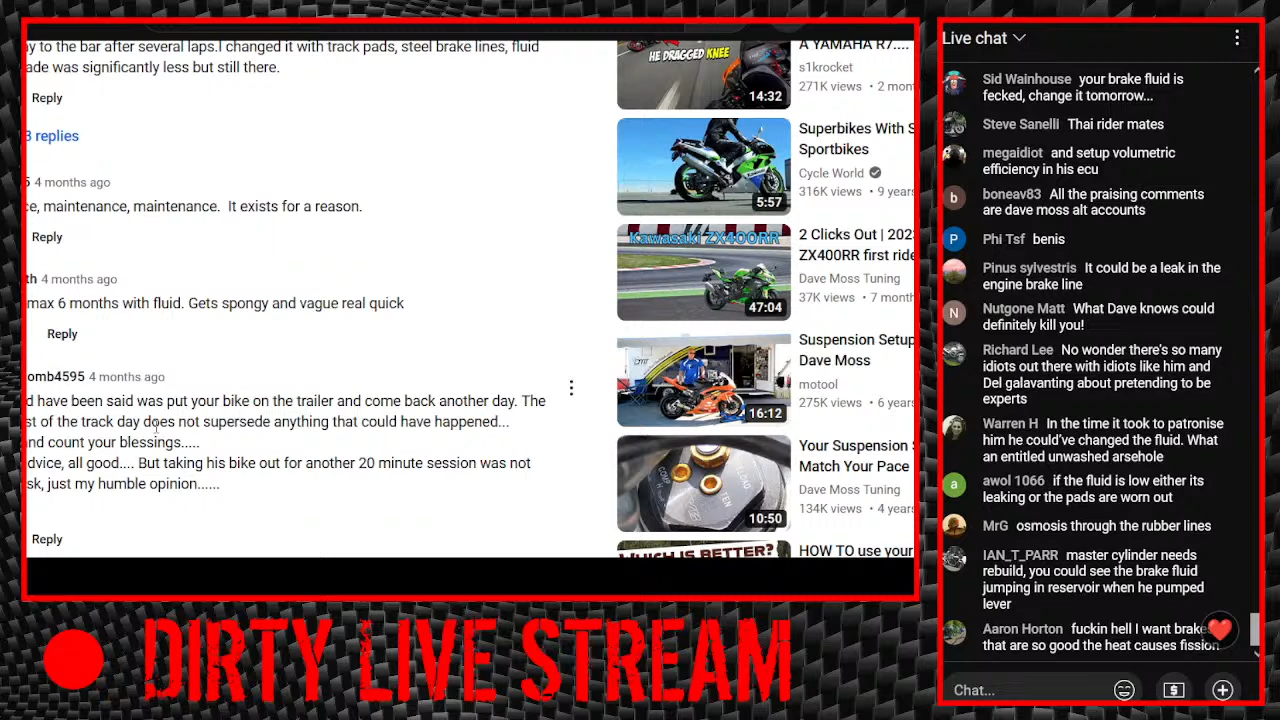 y to the bar after several laps.I changed it with track pads, steel brake lines, fluid
ade was significantly less but still there.
Reply
3 replies
4 months ago
ce, maintenance, maintenance. It exists for a reason.
Reply
th 4 months ago
max 6 months with fluid. Gets spongy and vague real quick
Reply
omb4595 4 months ago
d have been said was put your bike on the trailer and come back another day. The
st of the track day does not supersede anything that could have happened...
nd count your blessings.....
dvice, all good.... But taking his bike out for another 20 minute session was not
sk, just my humble opinion......
Reply
HE DRAGGED KNEE
14:32
A YAMAHA R7....
s1krocket
271K views • 2 mont
5:57
Superbikes With S
Sportbikes
Cycle World
316K views • 9 years
Kawasaki ZX400RR
47:04
2 Clicks Out | 202
ZX400RR first ride
Dave Moss Tuning
37K views • 7 month
16:12
Suspension Setup
Dave Moss
motool
275K views • 6 years
COMP
TEN
10:50
Your Suspension S
Match Your Pace
Dave Moss Tuning
134K views • 4 years
WHICH IS BETTER?
HOW TO use your
DIRTY LIVE STREAM
Live chat
Sid Wainhouse your brake fluid is
fecked, change it tomorrow...
Steve Sanelli Thai rider mates
megaidiot and setup volumetric
efficiency in his ecu
b
boneav83 All the praising comments
are dave moss alt accounts
P
Phi Tsf benis
Pinus sylvestris It could be a leak in the
engine brake line
N
Nutgone Matt What Dave knows could
definitely kill you!
Richard Lee No wonder there's so many
idiots out there with idiots like him and
Del galavanting about pretending to be
experts
Warren H In the time it took to patronise
him he could've changed the fluid. What
an entitled unwashed arsehole
a
awol 1066 if the fluid is low either its
leaking or the pads are worn out
MrG osmosis through the rubber lines
IAN_T_PARR master cylinder needs
rebuild, you could see the brake fluid
jumping in reservoir when he pumped
lever
Aaron Horton fuckin hell I want brake
that are so good the heat causes fission
Chat...